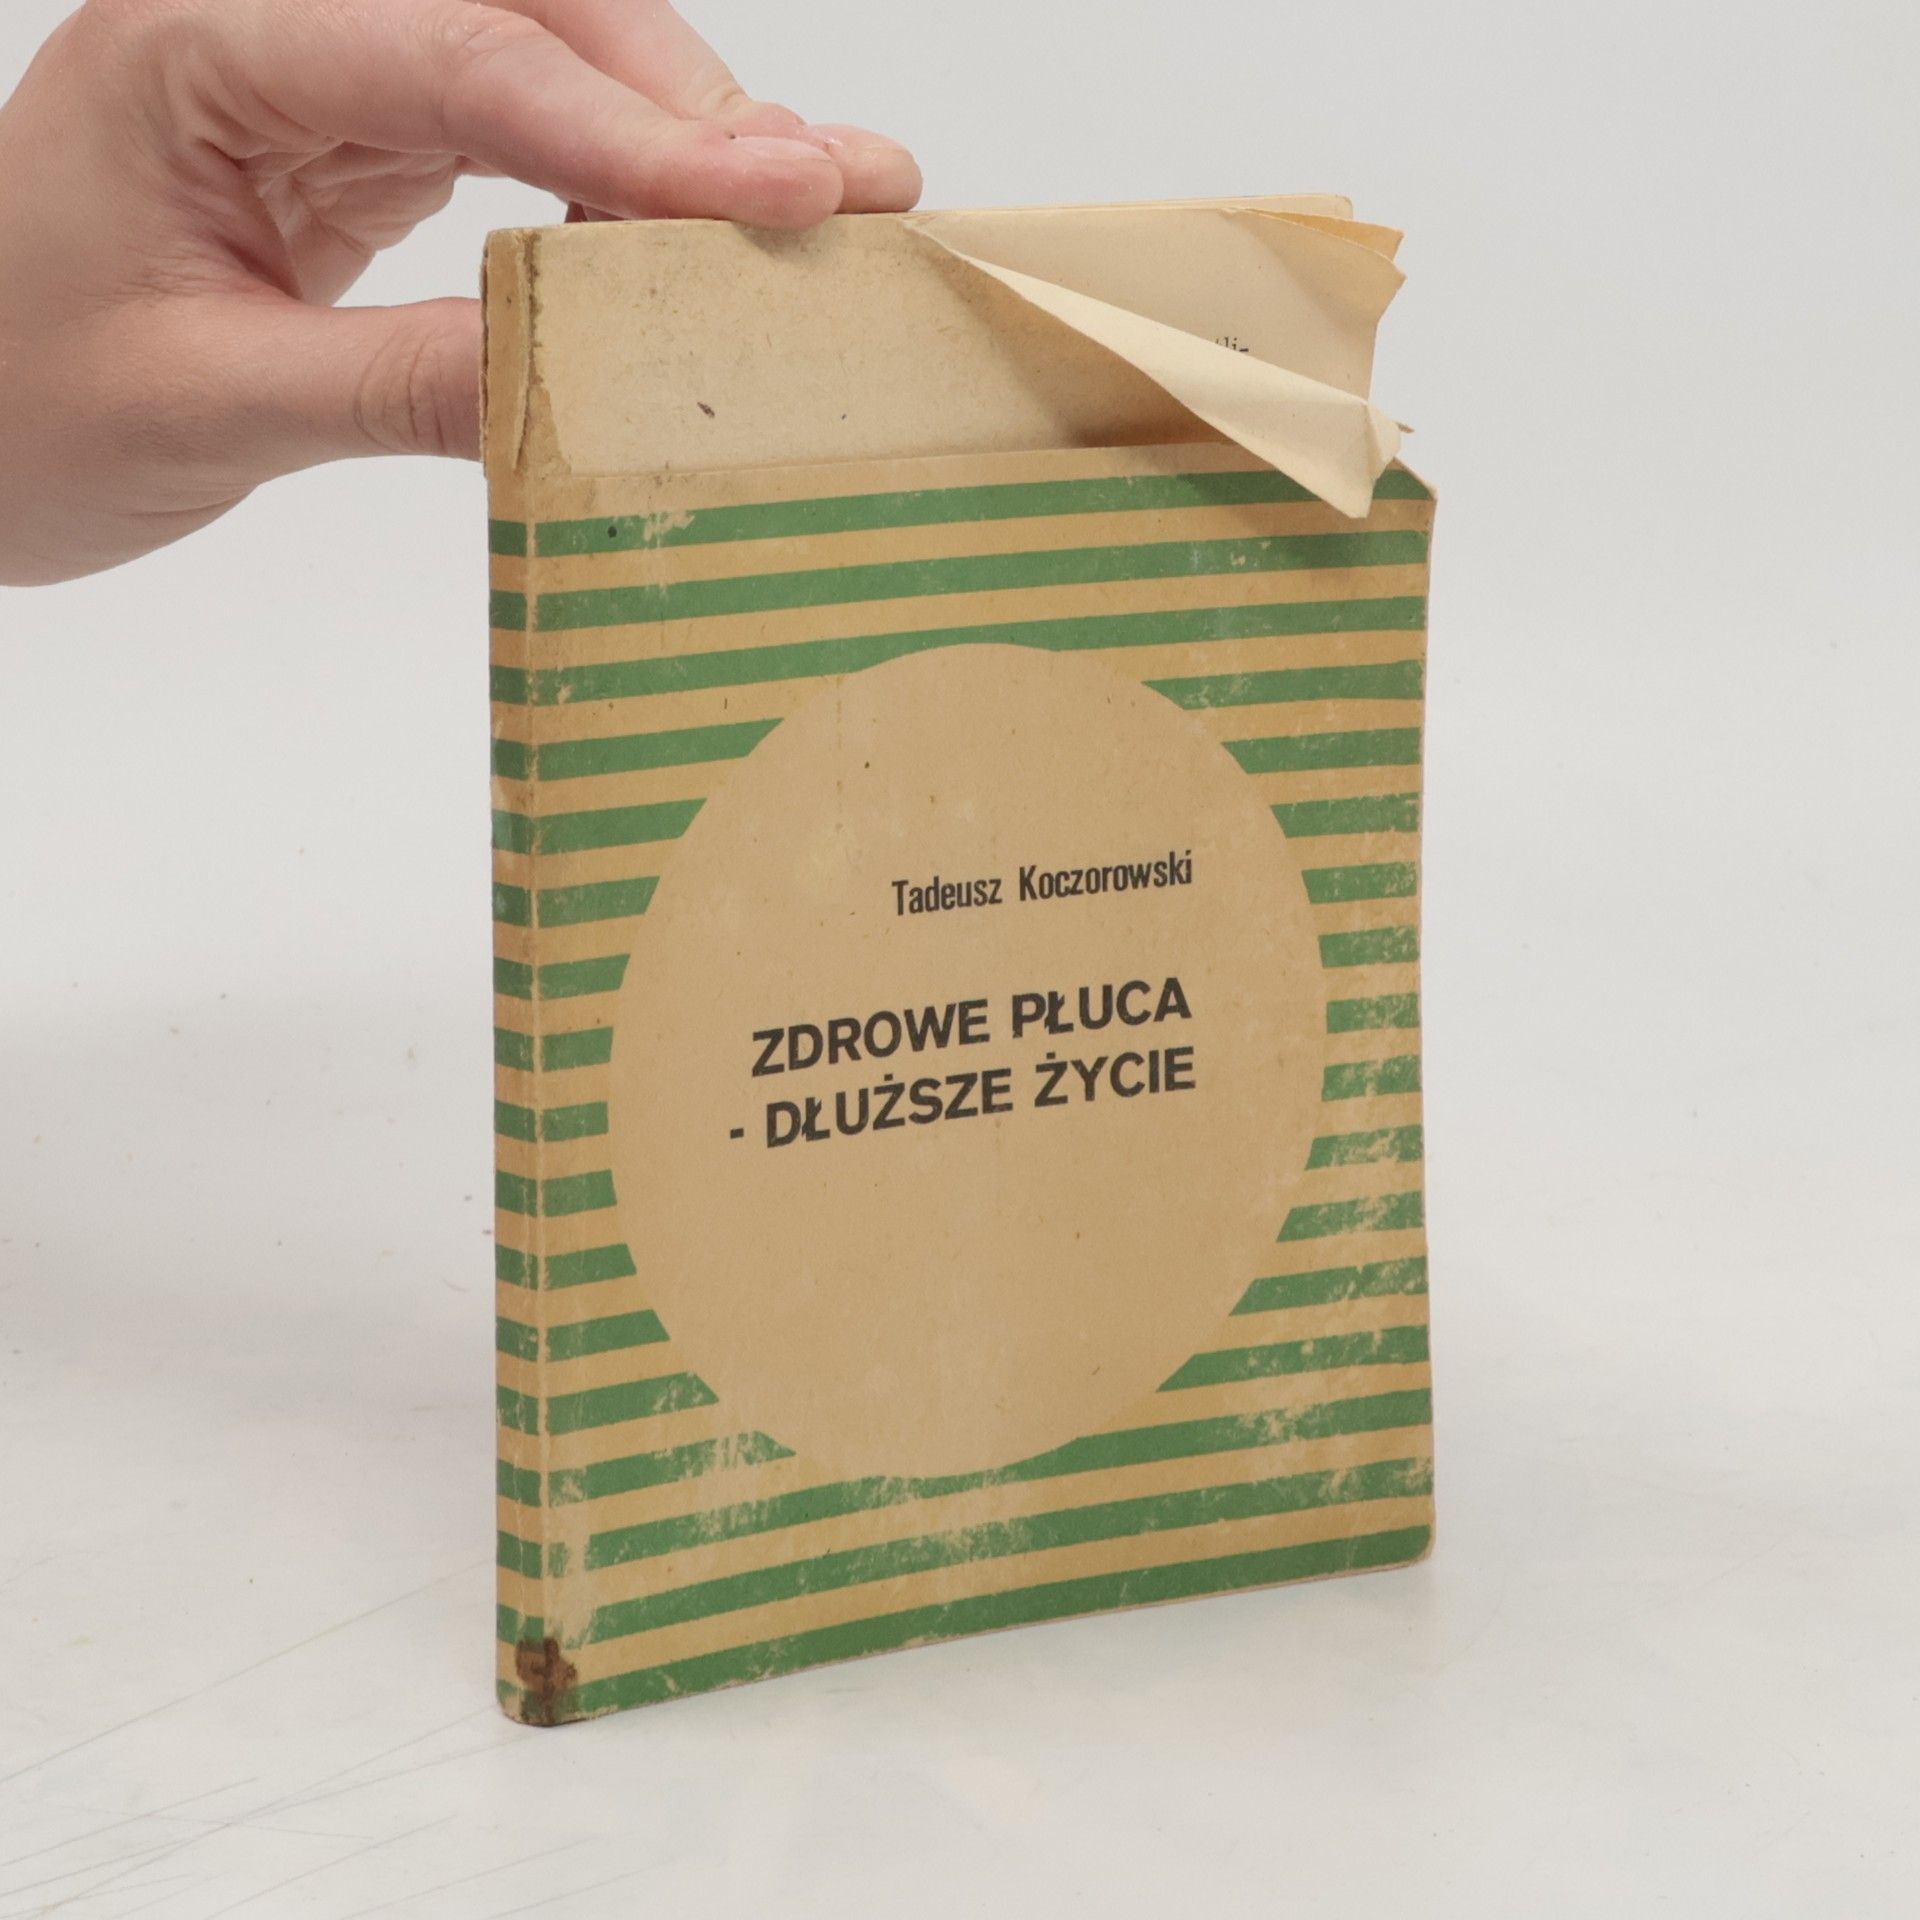 Tadeusz Koczorowski
ZDROWE PŁUCA
- DŁUŻSZE ŻYCIE